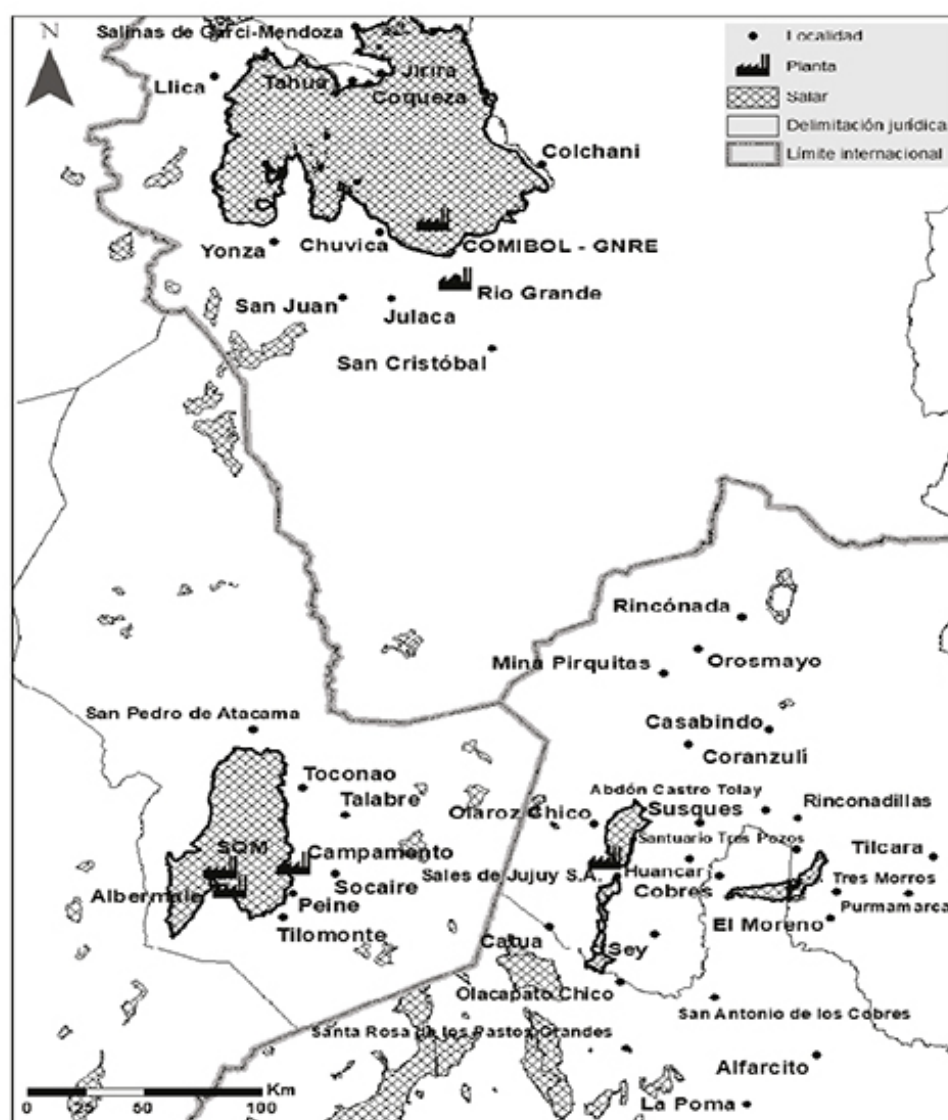 N
Salinas de Garci-Mendoza
Llica
Tahua
Jirira
Coqueza
Colchani
Yonza
Chuvica
COMIBOL - GNRE
Rio Grande
San Juan
Julaca
San Cristóbal
Localidad
Planta
Salar
Delimitación jurídica
Límite internacional
Rincónada
Mina Pirquitas
Orosmayo
San Pedro de Atacama
Casabindo
Coranzulí
Toconao
Talabre
Abdón Castro Tolay
Olaroz Chico
Susques
Rinconadillas
Santuario Tres Pozos
SQM
Campamento
Sales de Jujuy S.A.
Huancar
Tilcara
Albermale
Socaire
Cobres
Tres Morros
Peine
Purmamarca
Tilomonte
El Moreno
Catua
Sey
Olacapato Chico
San Antonio de los Cobres
Santa Rosa de los Pastos Grandes
Alfarcito
La Poma
Km
0 25 50 100